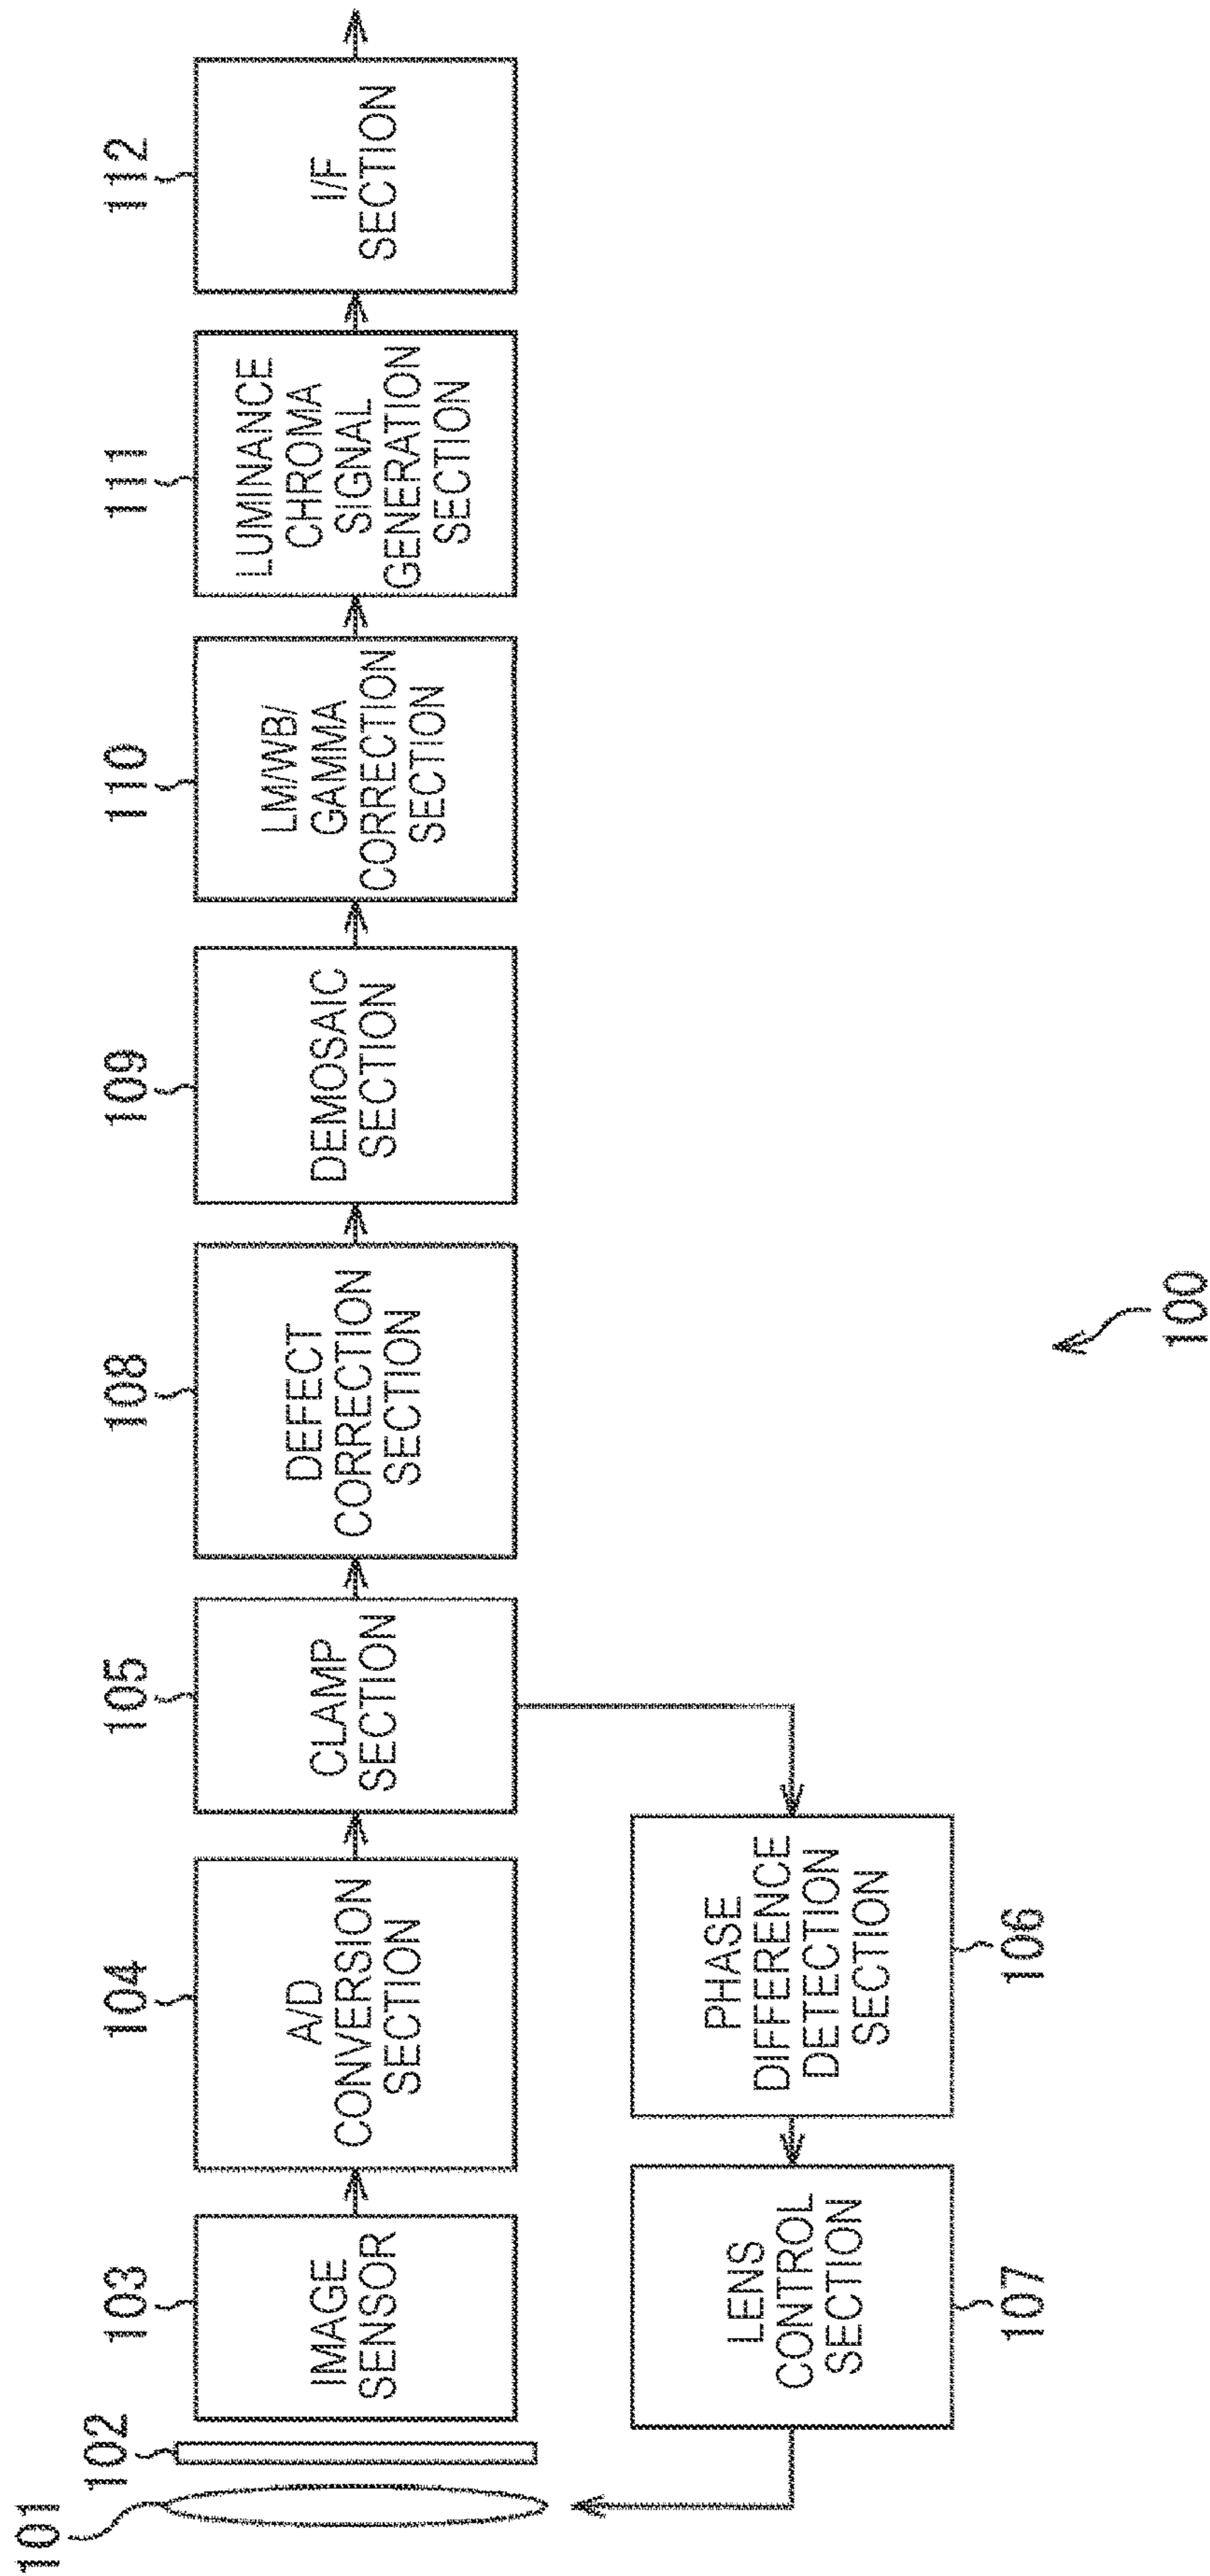 101
102
103
104
105
108
109
110
111
112
IMAGE
SENSOR
A/D
CONVERSION
SECTION
CLAMP
SECTION
DEFECT
CORRECTION
SECTION
DEMOSAIC
SECTION
LM/WB/
GAMMA
CORRECTION
SECTION
LUMINANCE
CHROMA
SIGNAL
GENERATION
SECTION
I/F
SECTION
LENS
CONTROL
SECTION
PHASE
DIFFERENCE
DETECTION
SECTION
107
106
100